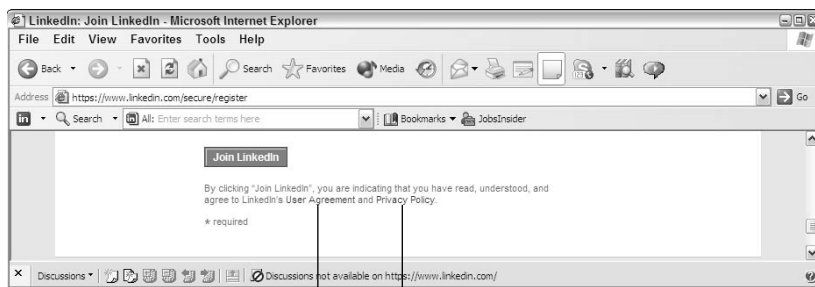 LinkedIn: Join LinkedIn - Microsoft Internet Explorer
File Edit View Favorites Tools Help
Back Search Favorites Media
Address https://www.linkedin.com/secure/register Go
in Search All: Enter search terms here Bookmarks JobsInsider
Join LinkedIn
By clicking "Join LinkedIn", you are indicating that you have read, understood, and
agree to LinkedIn's User Agreement and Privacy Policy.
* required
Discussions Discussions not available on https://www.linkedin.com/